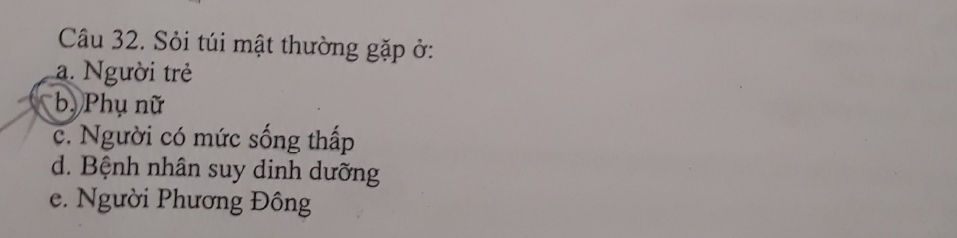 Câu 32. Sỏi túi mật thường gặp ở:
a. Người trẻ
b. Phụ nữ
c. Người có mức sống thấp
d. Bệnh nhân suy dinh dưỡng
e. Người Phương Đông